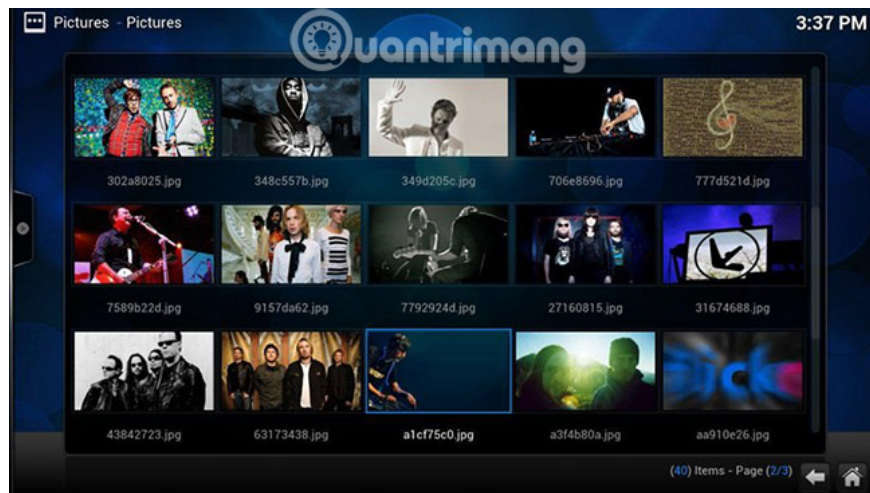 Pictures - Pictures
3:37 PM
Quantrimang
302a8025.jpg
348c557b.jpg
349d205c.jpg
706e8696.jpg
777d521d.jpg
7589b22d.jpg
9157da62.jpg
7792924d.jpg
27160815.jpg
31674688.jpg
43842723.jpg
63173438.jpg
a1cf75c0.jpg
a3f4b80a.jpg
aa910e26.jpg
(40) Items - Page (2/3)